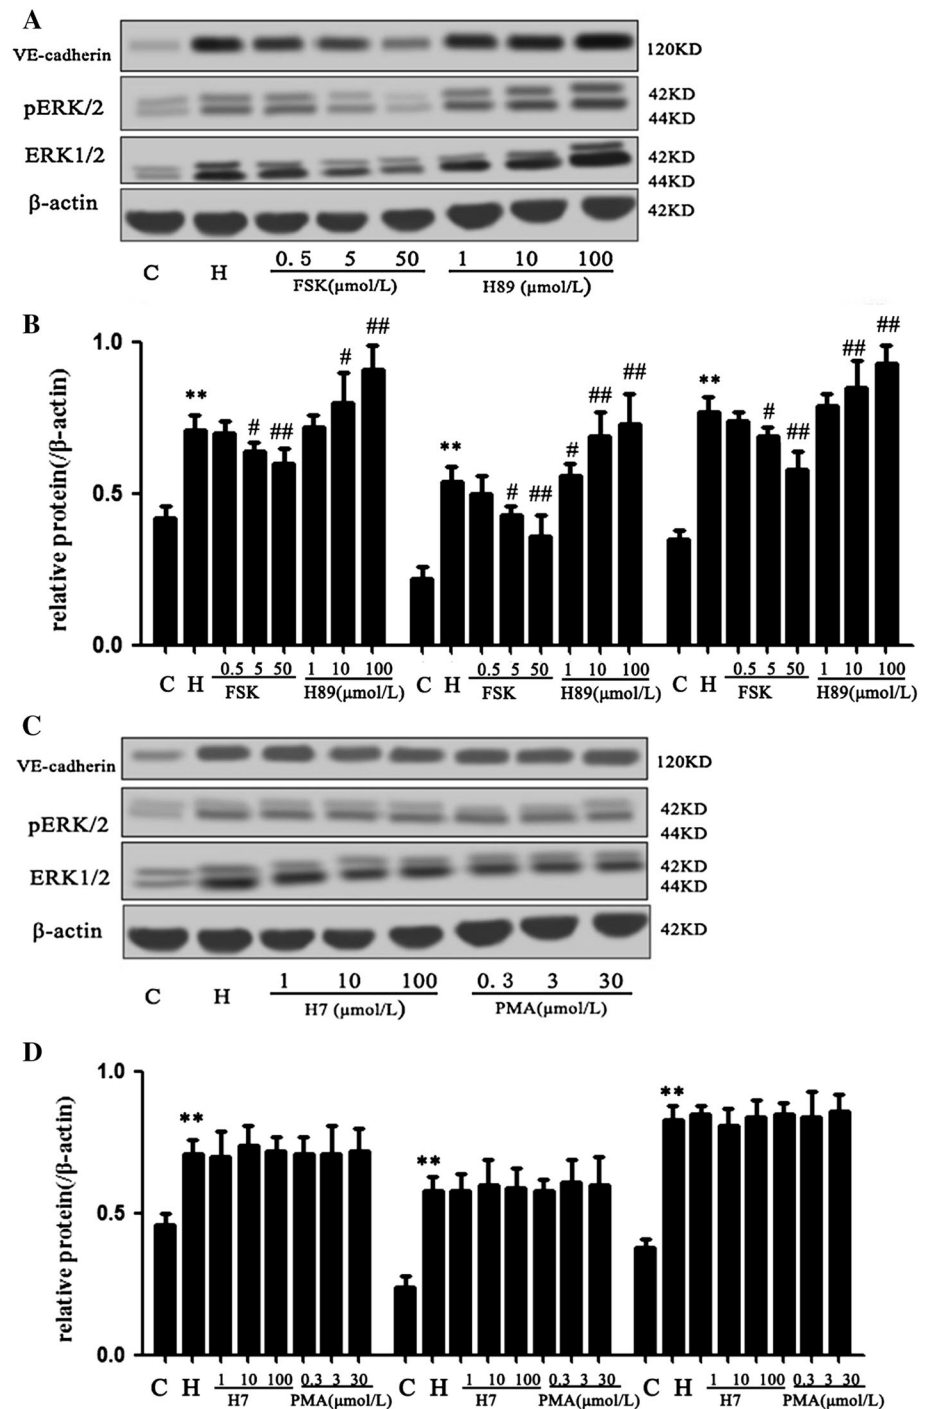 A
VE-cadherin 120KD
pERK/2 42KD
44KD
ERK1/2 42KD
44KD
β-actin 42KD
C H 0.5 5 50 1 10 100
FSK(μmol/L) H89 (μmol/L)
B
relative protein(/β-actin)
1.0
0.5
0.0
** # ## # ##
** # ## # ## ##
** # ## ## ##
C H 0.5 5 50 1 10 100 C H 0.5 5 50 1 10 100 C H 0.5 5 50 1 10 100
FSK H89(μmol/L) FSK H89(μmol/L) FSK H89(μmol/L)
C
VE-cadherin 120KD
pERK/2 42KD
44KD
ERK1/2 42KD
44KD
β-actin 42KD
C H 1 10 100 0.3 3 30
H7 (μmol/L) PMA(μmol/L)
D
relative protein(/β-actin)
1.0
0.5
0.0
** ** **
C H 1 10 100 0.3 3 30 C H 1 10 100 0.3 3 30 C H 1 10 100 0.3 3 30
H7 PMA(μmol/L) H7 PMA(μmol/L) H7 PMA(μmol/L)